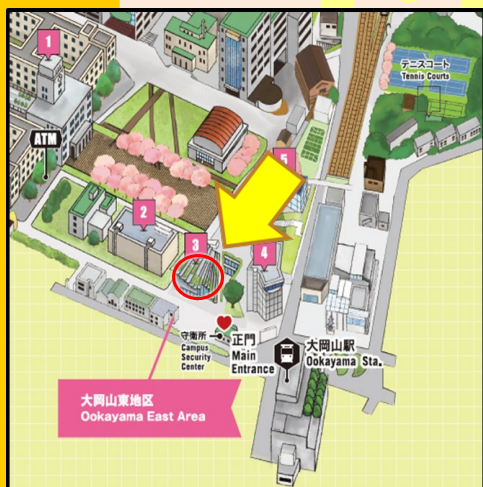 1
テニスコート
Tennis Courts
ATM
5
2
3
4
守衛所
Campus
Security
Center
正門
Main
Entrance
大岡山駅
Ookayama Sta.
大岡山東地区
Ookayama East Area